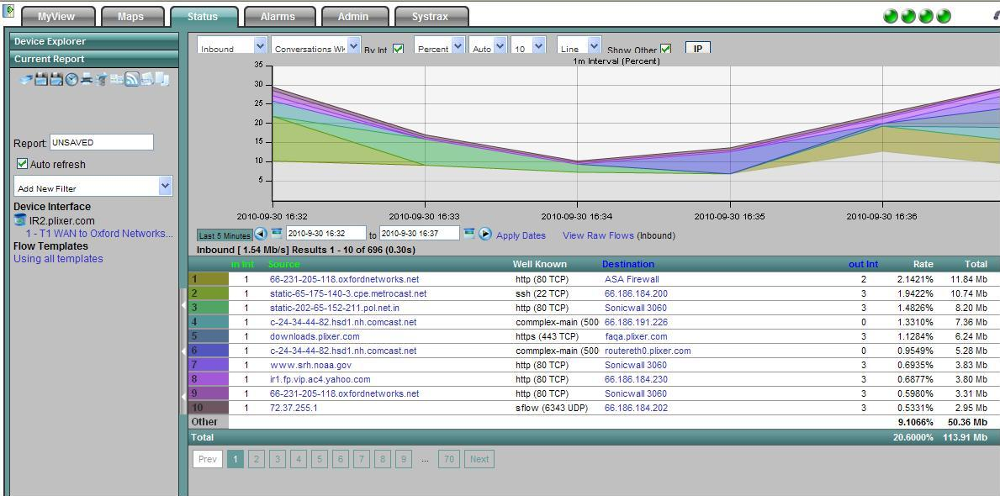 MyView Maps Status Alarms Admin Systrax
Device Explorer
Current Report
Report: UNSAVED
Auto refresh
Add New Filter
Device Interface
IR2.plixer.com
1 - T1 WAN to Oxford Networks...
Flow Templates
Using all templates
Inbound Conversations By Int Percent Auto 10 Line Show Other IP
1m Interval (Percent)
35
30
25
20
15
10
5
2010-09-30 16:32 2010-09-30 16:33 2010-09-30 16:34 2010-09-30 16:35 2010-09-30 16:36
Last 5 Minutes 2010-9-30 16:32 to 2010-9-30 16:37 Apply Dates View Raw Flows (Inbound)
Inbound [ 1.54 Mb/s] Results 1 - 10 of 696 (0.30s)
in Int Source Well Known Destination out Int Rate Total
1 1 66-231-205-118.oxfordnetworks.net http (80 TCP) ASA Firewall 2 2.1421% 11.84 Mb
2 1 static-65-175-140-3.cpe.metrocast.net ssh (22 TCP) 66.186.184.200 3 1.9422% 10.74 Mb
3 1 static-202-65-152-211.pol.net.in http (80 TCP) Sonicwall 3060 3 1.4826% 8.20 Mb
4 1 c-24-34-44-82.hsd1.nh.comcast.net commplex-main (500 66.186.191.226 0 1.3310% 7.36 Mb
5 1 downloads.plixer.com https (443 TCP) faqa.plixer.com 3 1.1284% 6.24 Mb
6 1 c-24-34-44-82.hsd1.nh.comcast.net commplex-main (500 routereth0.plixer.com 0 0.9549% 5.28 Mb
7 1 www.srh.noaa.gov http (80 TCP) Sonicwall 3060 3 0.6935% 3.83 Mb
8 1 ir1.fp.vip.ac4.yahoo.com http (80 TCP) 66.186.184.230 3 0.6877% 3.80 Mb
9 1 66-231-205-118.oxfordnetworks.net http (80 TCP) Sonicwall 3060 3 0.5980% 3.31 Mb
10 1 72.37.255.1 sflow (6343 UDP) 66.186.184.202 3 0.5331% 2.95 Mb
Other 9.1066% 50.36 Mb
Total 20.6000% 113.91 Mb
Prev 1 2 3 4 5 6 7 8 9 ... 70 Next